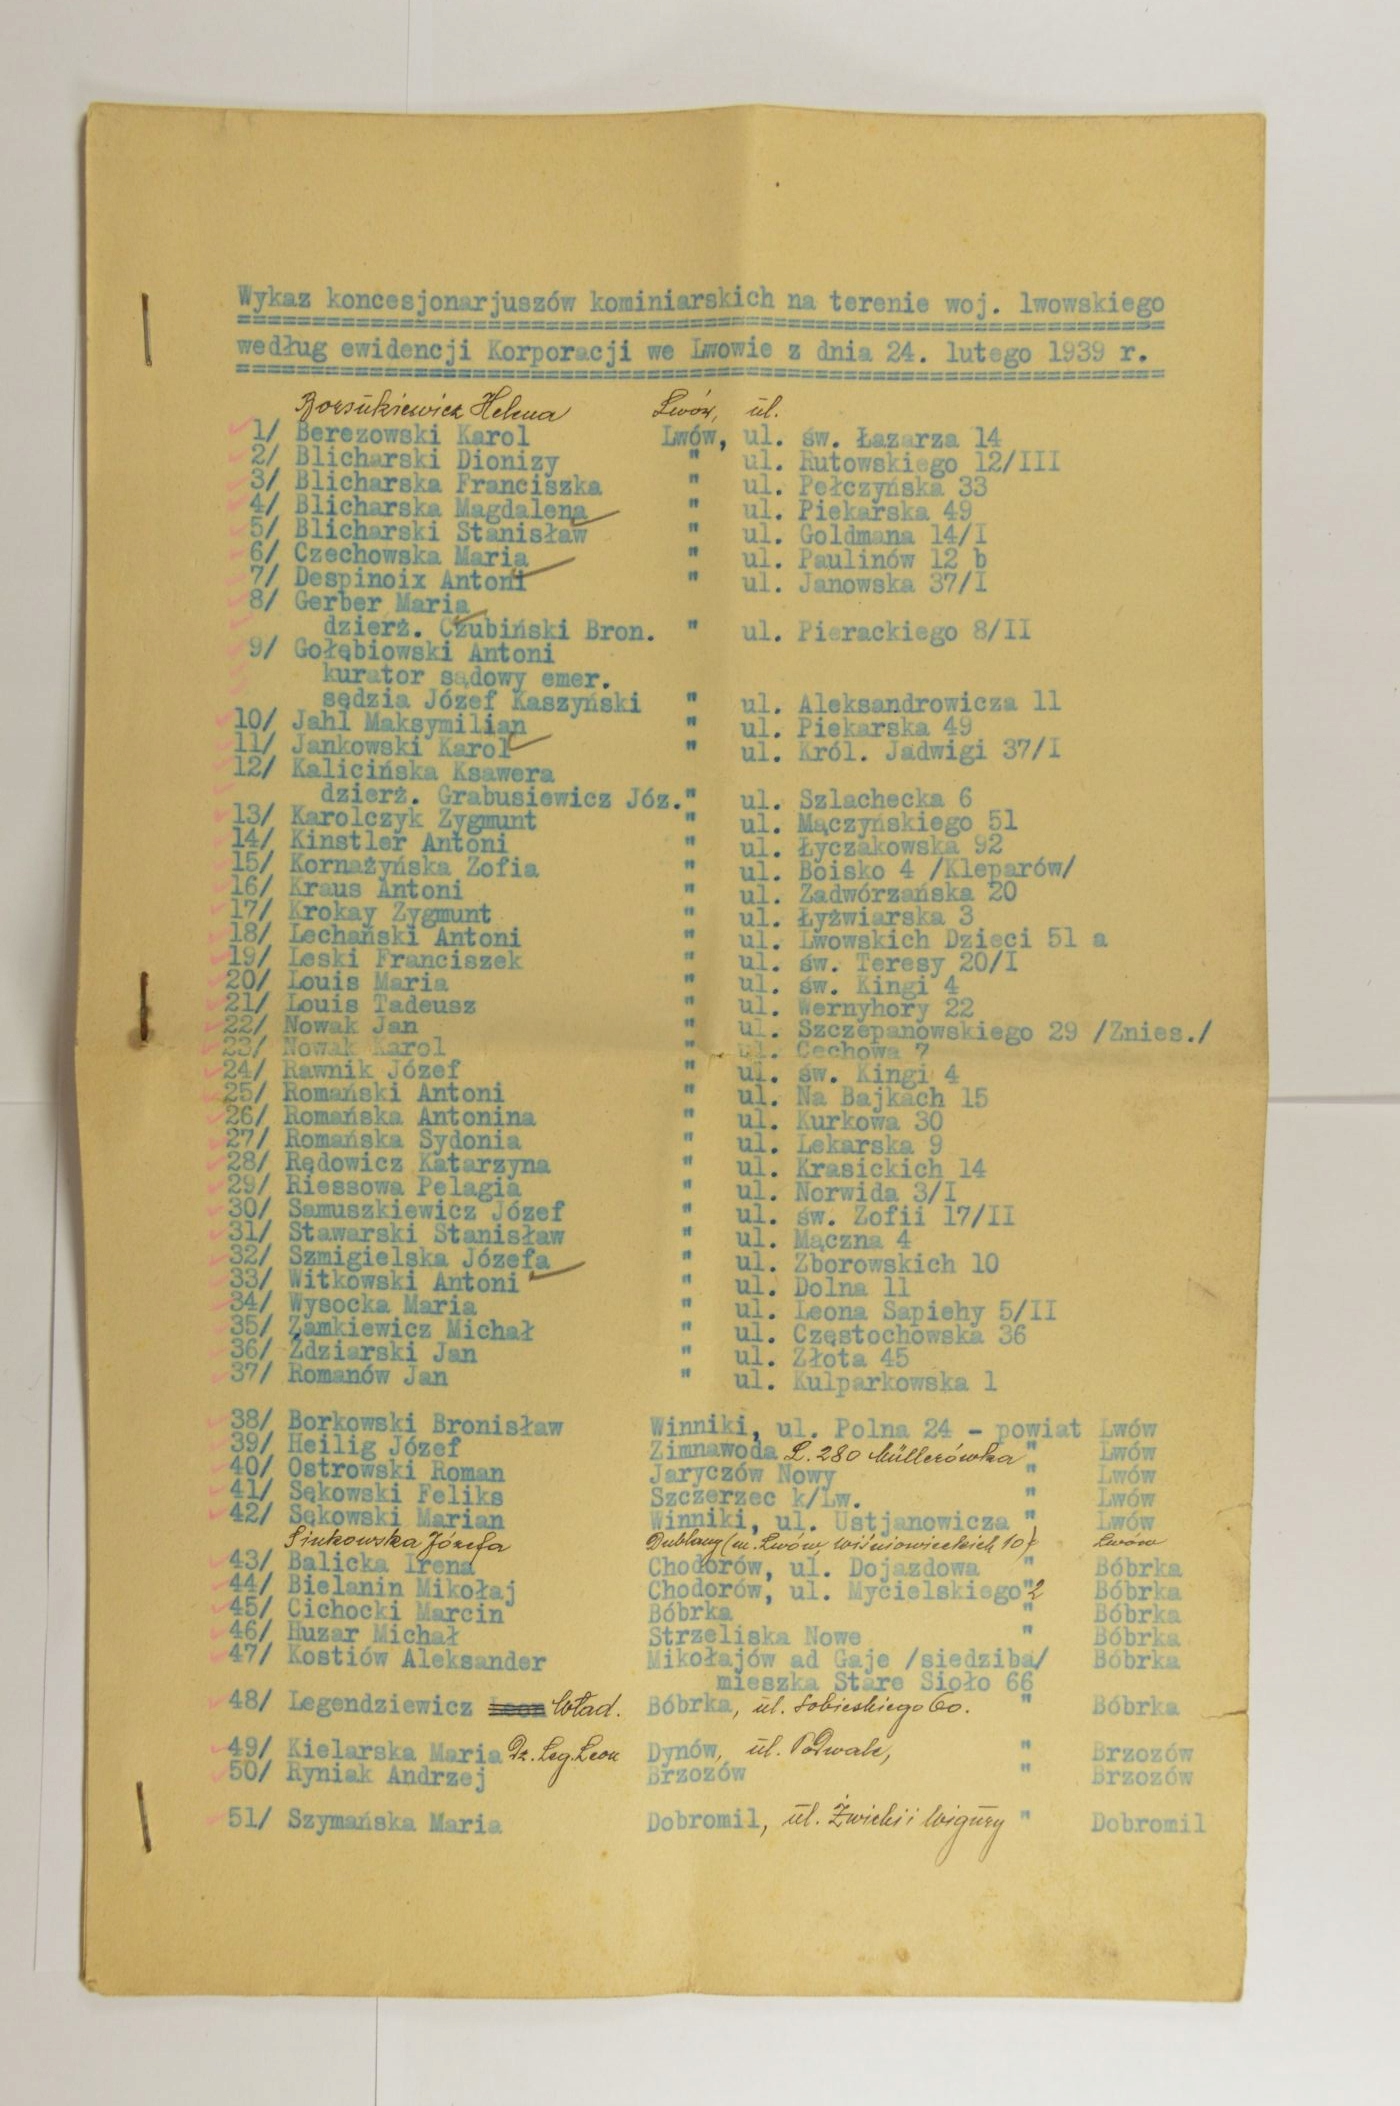 Wykaz koncesjonarjuszów kominiarskich na terenie woj. lwowskiego
według ewidencji Korporacji we Lwowie z dnia 24. lutego 1939 r.
Borsukiewicz Helena Lwów, ul.
1/ Berezowski Karol Lwów, ul. św. Łazarza 14
2/ Blicharski Dionizy " ul. Rutowskiego 12/III
3/ Blicharska Franciszka " ul. Pełczyńska 33
4/ Blicharska Magdalena " ul. Piekarska 49
5/ Blicharski Stanisław " ul. Goldmana 14/I
6/ Czechowska Maria " ul. Paulinów 12 b
7/ Despinoix Antoni " ul. Janowska 37/I
8/ Gerber Maria
dzierż. Czubiński Bron. " ul. Pierackiego 8/II
9/ Gołębiowski Antoni
kurator sądowy emer.
sędzia Józef Kaszyński " ul. Aleksandrowicza 11
10/ Jahl Maksymilian " ul. Piekarska 49
11/ Jankowski Karol " ul. Król. Jadwigi 37/I
12/ Kalicińska Ksawera
dzierż. Grabusiewicz Józ." ul. Szlachecka 6
13/ Karolczyk Zygmunt " ul. Mączyńskiego 51
14/ Kinstler Antoni " ul. Łyczakowska 92
15/ Kornażyńska Zofia " ul. Boisko 4 /Kleparów/
16/ Kraus Antoni " ul. Zadwórzańska 20
17/ Krokay Zygmunt " ul. Łyżwiarska 3
18/ Lechański Antoni " ul. Lwowskich Dzieci 51 a
19/ Leski Franciszek " ul. św. Teresy 20/I
20/ Louis Maria " ul. św. Kingi 4
21/ Louis Tadeusz " ul. Wernyhory 22
22/ Nowak Jan " ul. Szczepanowskiego 29 /Znies./
23/ Nowak Karol " ul. Cechowa 7
24/ Rawnik Józef " ul. św. Kingi 4
25/ Romański Antoni " ul. Na Bajkach 15
26/ Romańska Antonina " ul. Kurkowa 30
27/ Romańska Sydonia " ul. Lekarska 9
28/ Rędowicz Katarzyna " ul. Krasickich 14
29/ Riessowa Pelagia " ul. Norwida 3/I
30/ Samuszkiewicz Józef " ul. św. Zofii 17/II
31/ Stawarski Stanisław " ul. Mączna 4
32/ Szmigielska Józefa " ul. Zborowskich 10
33/ Witkowski Antoni " ul. Dolna 11
34/ Wysocka Maria " ul. Leona Sapiehy 5/II
35/ Zamkiewicz Michał " ul. Częstochowska 36
36/ Ździarski Jan " ul. Złota 45
37/ Romanów Jan " ul. Kulparkowska 1
38/ Borkowski Bronisław Winniki, ul. Polna 24 - powiat Lwów
39/ Heilig Józef Zimnawoda L. 280 Müllerówka " Lwów
40/ Ostrowski Roman Jaryczów Nowy " Lwów
41/ Sękowski Feliks Szczerzec k/Lw. " Lwów
42/ Sękowski Marian Winniki, ul. Ustjanowicza " Lwów
Sinkowska Józefa Dublany (m. Lwów, Wiśniowieckich 10) Lwów
43/ Balicka Irena Chodorów, ul. Dojazdowa " Bóbrka
44/ Bielanin Mikołaj Chodorów, ul. Mycielskiego "2 Bóbrka
45/ Cichocki Marcin Bóbrka " Bóbrka
46/ Huzar Michał Strzeliska Nowe " Bóbrka
47/ Kostiów Aleksander Mikołajów ad Gaje /siedziba/ Bóbrka
mieszka Stare Sioło 66
48/ Legendziewicz Leon Wład. Bóbrka, ul. Sobieskiego 60. " Bóbrka
49/ Kielarska Maria Dz. Leg. Leon Dynów, ul. Podwale, " Brzozów
50/ Ryniak Andrzej Brzozów " Brzozów
51/ Szymańska Maria Dobromil, ul. Żwirki i Wigury " Dobromil